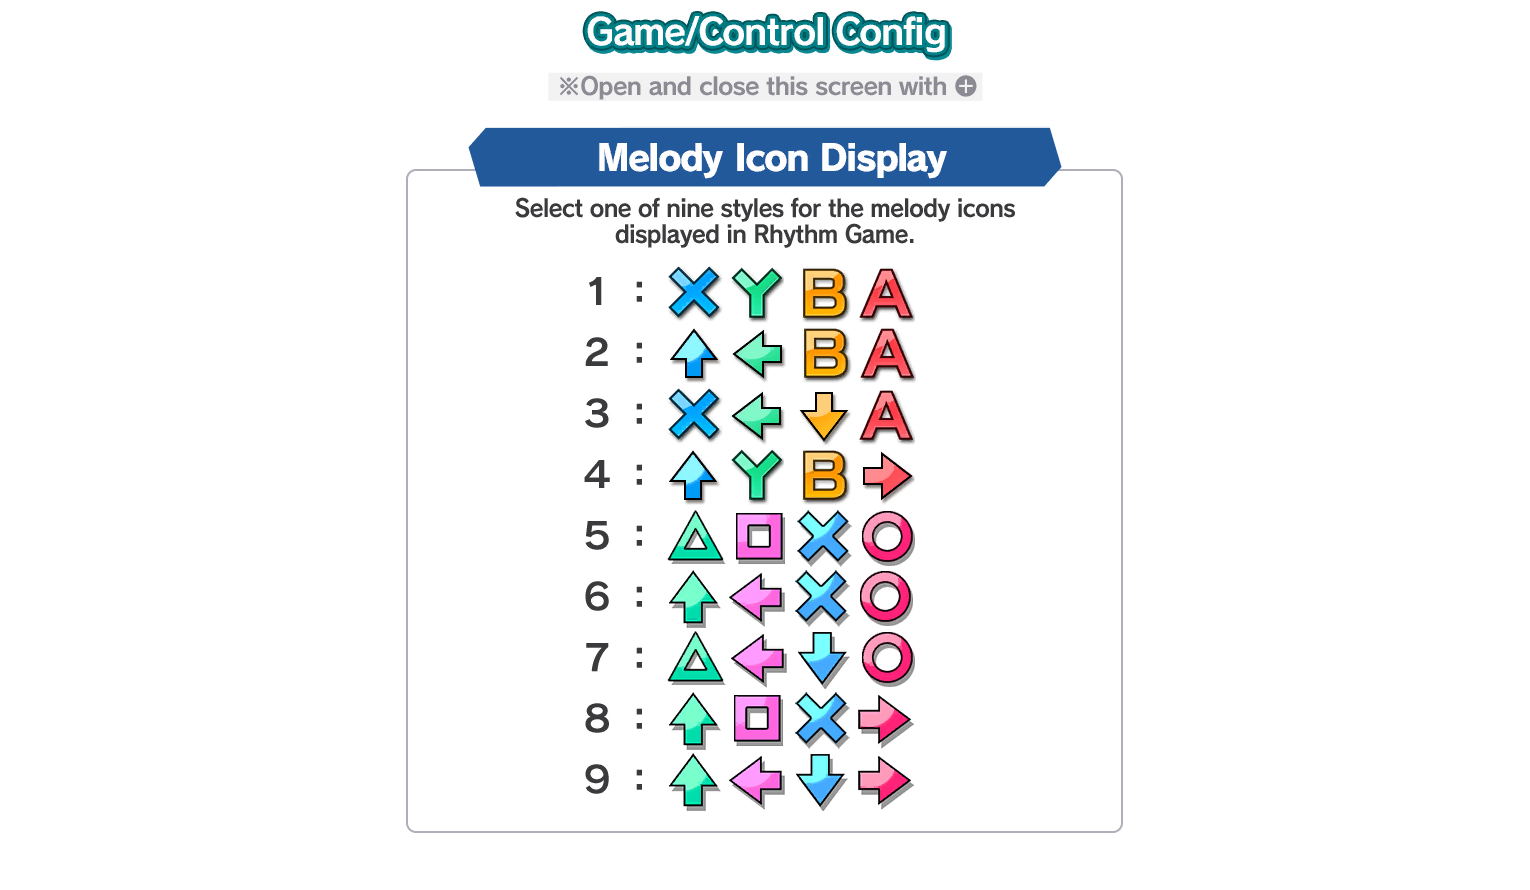 Game/Control Config
※Open and close this screen with ⊕
Melody Icon Display
Select one of nine styles for the melody icons
displayed in Rhythm Game.
1 : X Y B A
2 : ↑ ← B A
3 : X ← ↓ A
4 : ↑ Y B →
5 : △ □ × ○
6 : ↑ ← × ○
7 : △ ← ↓ ○
8 : ↑ □ × →
9 : ↑ ← ↓ →